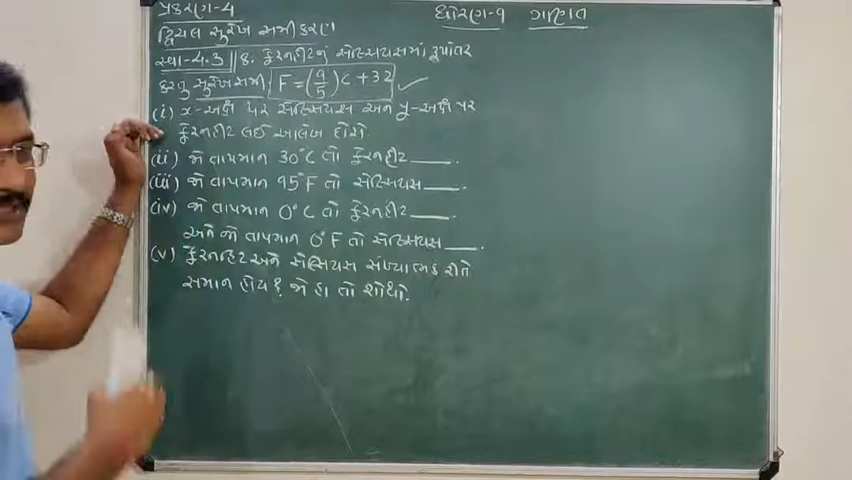 પ્રકરણ-4
ધોરણ-૧ ગણિત
દ્વિચલ સુરેખ સમીકરણ
સ્વા-4.3 || 8. ફેરનહીટનું સેલ્સિયસમાં રૂપાંતર
કરતુ સુરેખ સમી. F = (9/5)C + 32
(i) x-અક્ષ પર સેલ્સિયસ અને y-અક્ષ પર
ફેરનહીટ લઈ આલેખ દોરો.
(ii) જો તાપમાન 30°C તો ફેરનહીટ ____.
(iii) જો તાપમાન 95°F તો સેલ્સિયસ ____.
(iv) જો તાપમાન 0°C તો ફેરનહીટ ____.
અને જો તાપમાન 0°F તો સેલ્સિયસ ____.
(v) ફેરનહિટ અને સેલ્સિયસ સંખ્યાત્મક રીતે
સમાન હોય ? જો હા તો શોધો.